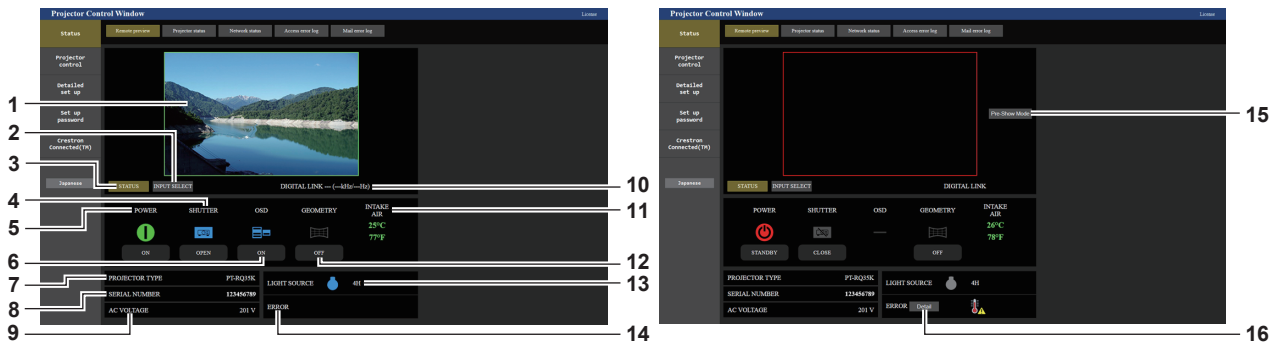 Projector Control Window License
Status Remote preview Projector status Network status Access error log Mail error log
Projector control
Detailed set up
Set up password
Crestron Connected(TM)
Japanese
STATUS INPUT SELECT DIGITAL LINK --- (---kHz/---Hz)
POWER SHUTTER OSD GEOMETRY INTAKE AIR
25°C
77°F
ON OPEN ON OFF
PROJECTOR TYPE PT-RQ35K
SERIAL NUMBER 123456789
AC VOLTAGE 201 V
LIGHT SOURCE 4H
ERROR
1
2
3
4
5
6
7
8
9
10
11
12
13
14
Projector Control Window License
Status Remote preview Projector status Network status Access error log Mail error log
Projector control
Detailed set up
Set up password
Crestron Connected(TM)
Japanese
Pre-Show Mode
STATUS INPUT SELECT DIGITAL LINK
POWER SHUTTER OSD GEOMETRY INTAKE AIR
26°C
78°F
STANDBY CLOSE OFF
PROJECTOR TYPE PT-RQ35K
SERIAL NUMBER 123456789
AC VOLTAGE 201 V
LIGHT SOURCE 4H
ERROR Detail
15
16